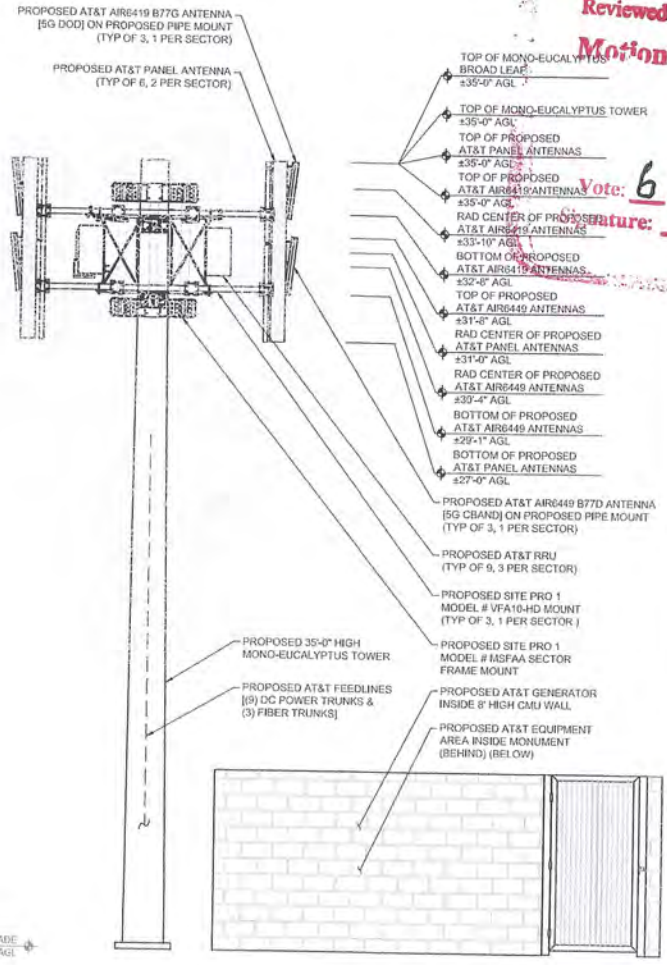 PROPOSED AT&T AIR6419 B77G ANTENNA
[5G DOD] ON PROPOSED PIPE MOUNT
(TYP OF 3, 1 PER SECTOR)
PROPOSED AT&T PANEL ANTENNA
(TYP OF 6, 2 PER SECTOR)
Reviewed
Motion
Vote: 6
Signature:
TOP OF MONO-EUCALYPTUS
BROAD LEAF
±35'-0" AGL
TOP OF MONO-EUCALYPTUS TOWER
±35'-0" AGL
TOP OF PROPOSED
AT&T PANEL ANTENNAS
±35'-0" AGL
TOP OF PROPOSED
AT&T AIR6419 ANTENNAS
±35'-0" AGL
RAD CENTER OF PROPOSED
AT&T AIR6419 ANTENNAS
±33'-10" AGL
BOTTOM OF PROPOSED
AT&T AIR6419 ANTENNAS
±32'-8" AGL
TOP OF PROPOSED
AT&T AIR6449 ANTENNAS
±31'-8" AGL
RAD CENTER OF PROPOSED
AT&T PANEL ANTENNAS
±31'-0" AGL
RAD CENTER OF PROPOSED
AT&T AIR6449 ANTENNAS
±30'-4" AGL
BOTTOM OF PROPOSED
AT&T AIR6449 ANTENNAS
±29'-1" AGL
BOTTOM OF PROPOSED
AT&T PANEL ANTENNAS
±27'-0" AGL
PROPOSED AT&T AIR6449 B77D ANTENNA
[5G CBAND] ON PROPOSED PIPE MOUNT
(TYP OF 3, 1 PER SECTOR)
PROPOSED AT&T RRU
(TYP OF 9, 3 PER SECTOR)
PROPOSED SITE PRO 1
MODEL # VFA10-HD MOUNT
(TYP OF 3, 1 PER SECTOR )
PROPOSED SITE PRO 1
MODEL # MSFAA SECTOR
FRAME MOUNT
PROPOSED 35'-0" HIGH
MONO-EUCALYPTUS TOWER
PROPOSED AT&T FEEDLINES
[(9) DC POWER TRUNKS &
(3) FIBER TRUNKS]
PROPOSED AT&T GENERATOR
INSIDE 8' HIGH CMU WALL
PROPOSED AT&T EQUIPMENT
AREA INSIDE MONUMENT
(BEHIND) (BELOW)
ADE
AGL